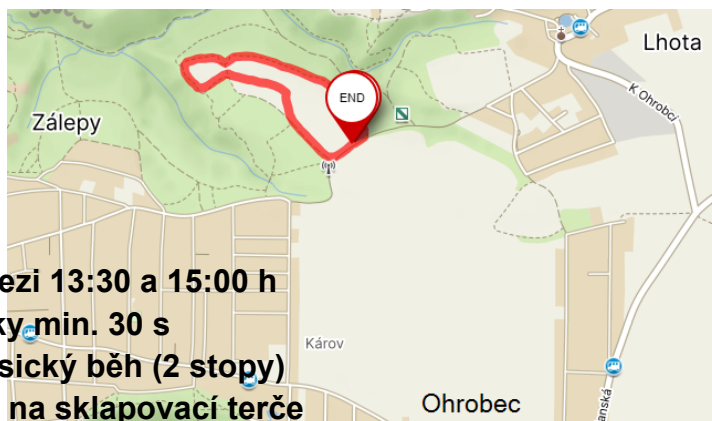 Lhota
END
K Ohrobci
Zálepy
ezi 13:30 a 15:00 h
ky min. 30 s
Károv
sický běh (2 stopy)
Ohrobec
na sklapovací terče
anská